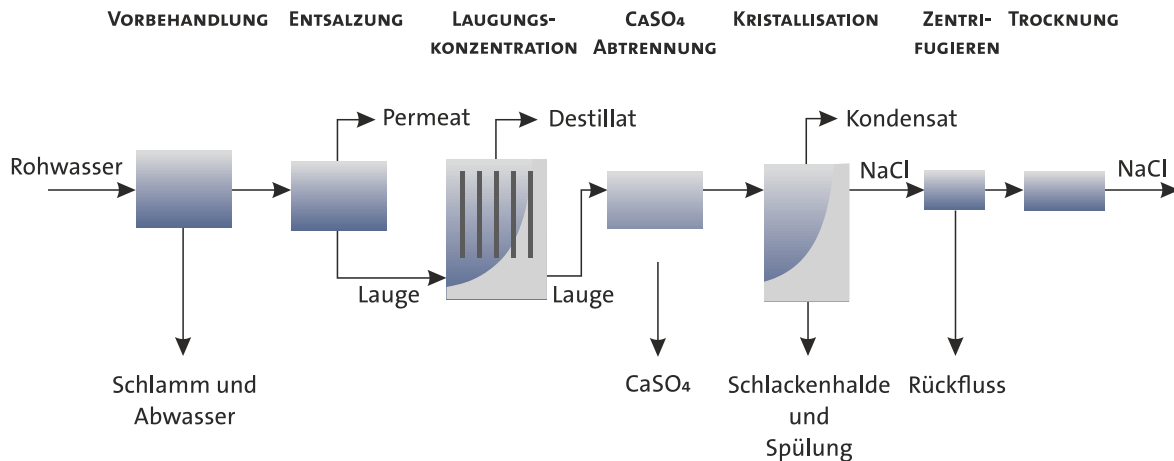 VORBEHANDLUNG
ENTSALZUNG
LAUGUNGS-
KONZENTRATION
CASO4
ABTRENNUNG
KRISTALLISATION
ZENTRI-
FUGIEREN
TROCKNUNG
Permeat
Destillat
Kondensat
Rohwasser
NaCl
NaCl
Lauge
Lauge
Schlamm und
Abwasser
CaSO4
Schlackenhalde
und
Spülung
Rückfluss